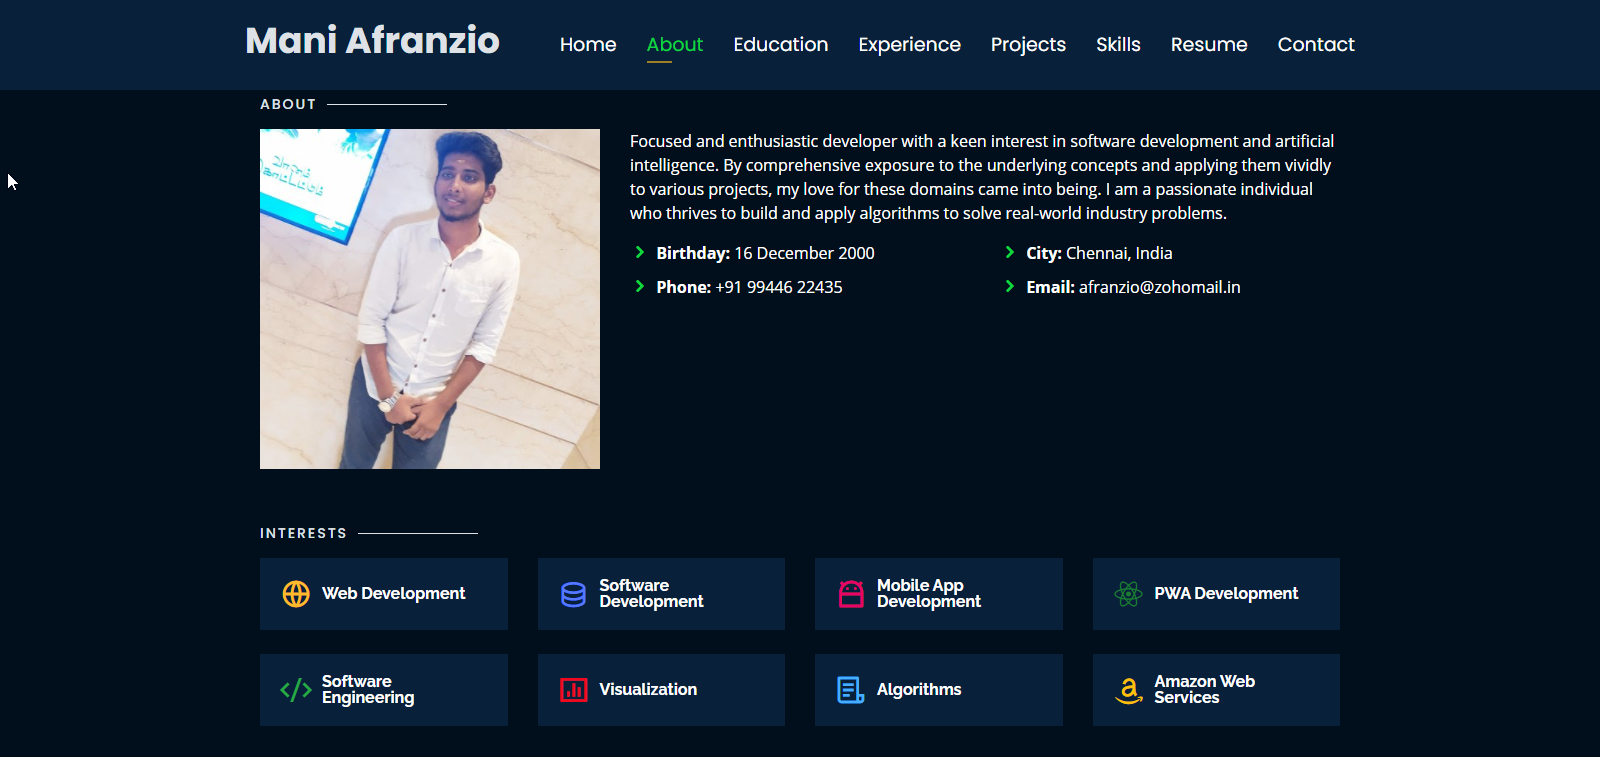 Mani Afranzio
Home About Education Experience Projects Skills Resume Contact
ABOUT
Focused and enthusiastic developer with a keen interest in software development and artificial
intelligence. By comprehensive exposure to the underlying concepts and applying them vividly
to various projects, my love for these domains came into being. I am a passionate individual
who thrives to build and apply algorithms to solve real-world industry problems.
Birthday: 16 December 2000
City: Chennai, India
Phone: +91 99446 22435
Email: afranzio@zohomail.in
INTERESTS
Web Development
Software
Development
Mobile App
Development
PWA Development
Software
Engineering
Visualization
Algorithms
Amazon Web
Services